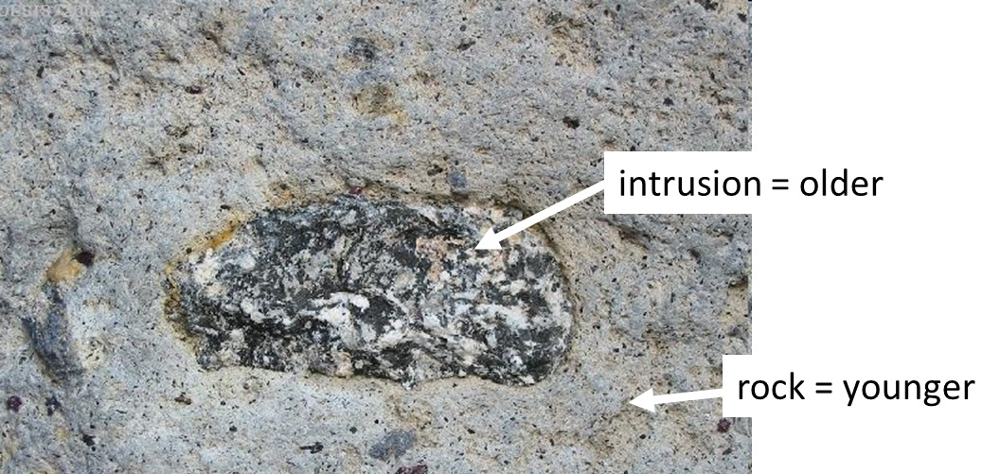 intrusion = older
rock = younger